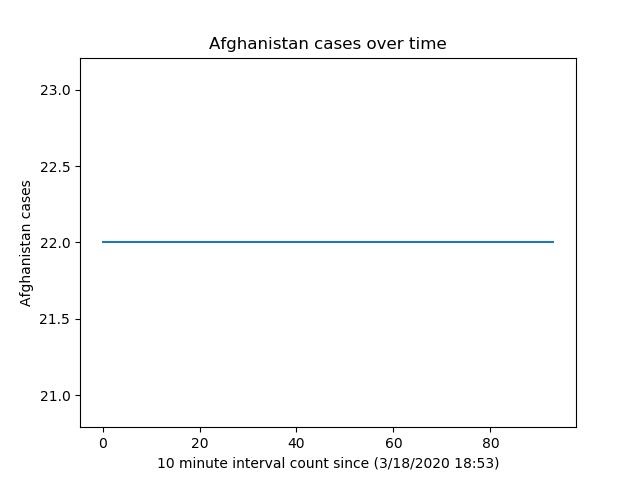 Afghanistan cases over time
23.0
22.5
22.0
21.5
21.0
Afghanistan cases
0 20 40 60 80
10 minute interval count since (3/18/2020 18:53)